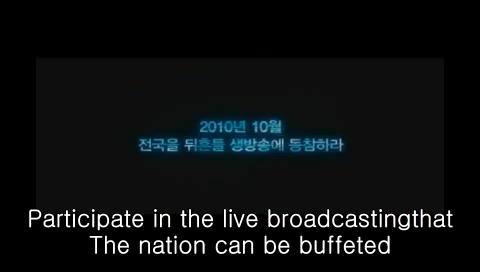 2010년 10월
전국을 뒤흔들 생방송에 동참하라
Participate in the live broadcastingthat
The nation can be buffeted